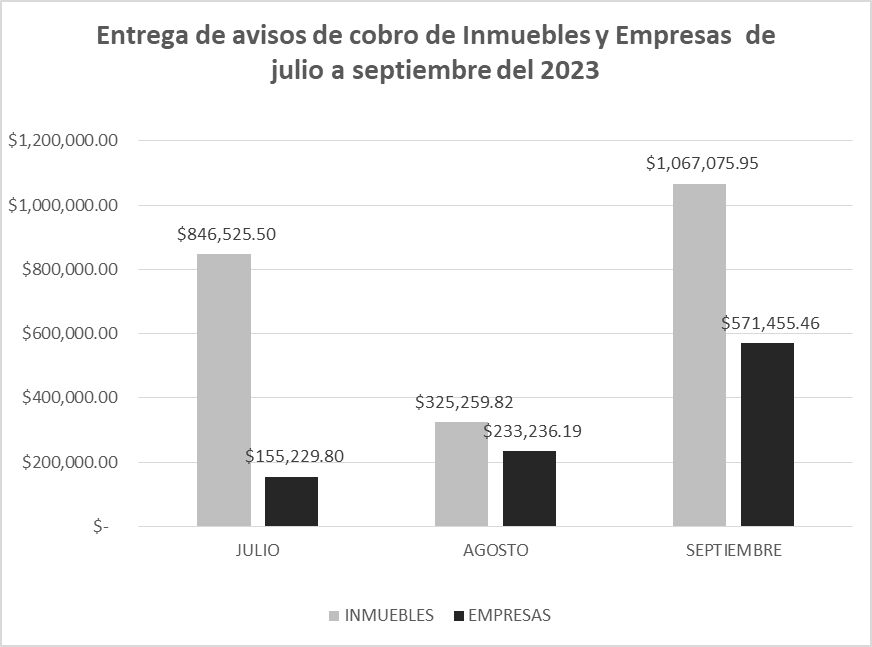 Entrega de avisos de cobro de Inmuebles y Empresas  de
julio a septiembre del 2023
$1,200,000.00
$1,067,075.95
$1,000,000.00
$846,525.50
$800,000.00
$600,000.00
$571,455.46
$400,000.00
$325,259.82
$233,236.19
$200,000.00
$155,229.80
$-
JULIO
AGOSTO
SEPTIEMBRE
INMUEBLES
EMPRESAS